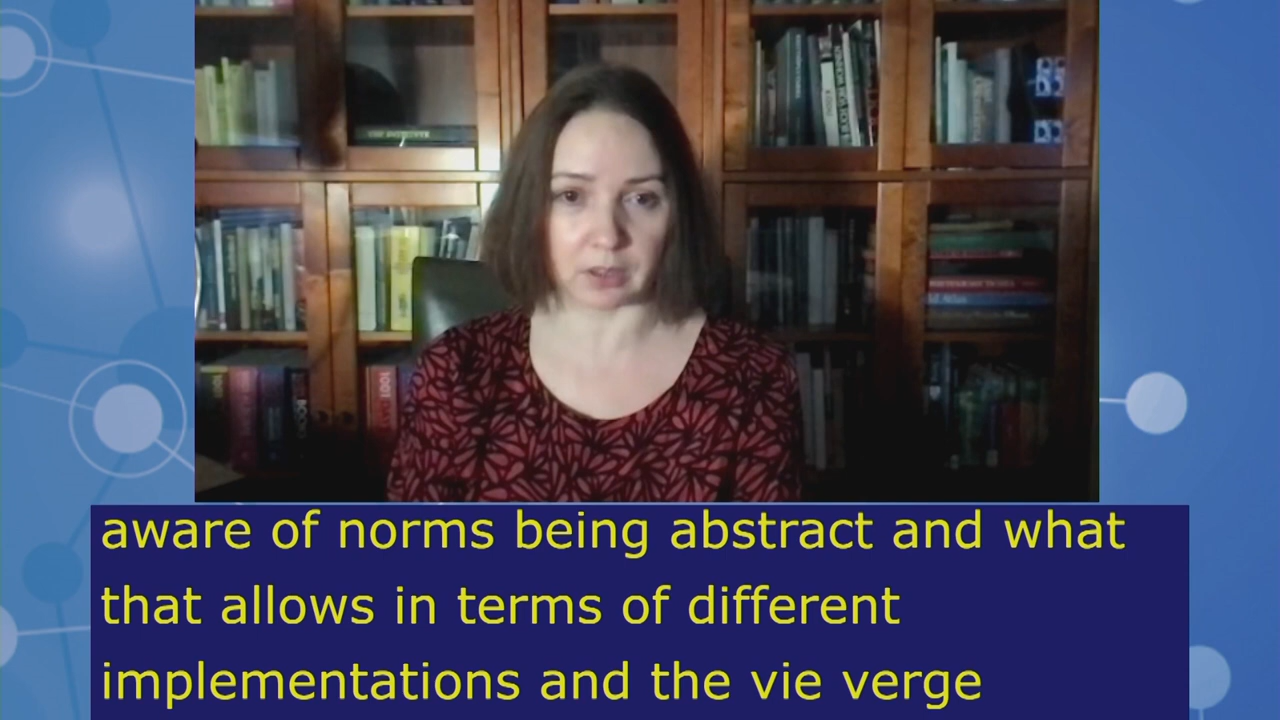 aware of norms being abstract and what
that allows in terms of different
implementations and the vie verge